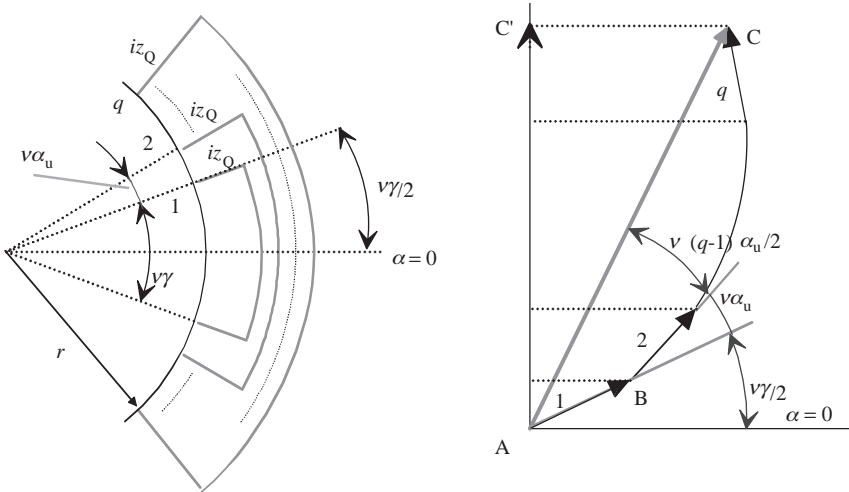 iz_Q
q
iz_Q
2
iz_Q
να_u
1
νγ/2
α=0
νγ
r
C'
C
q
ν (q-1) α_u/2
να_u
2
νγ/2
1
B
α=0
A